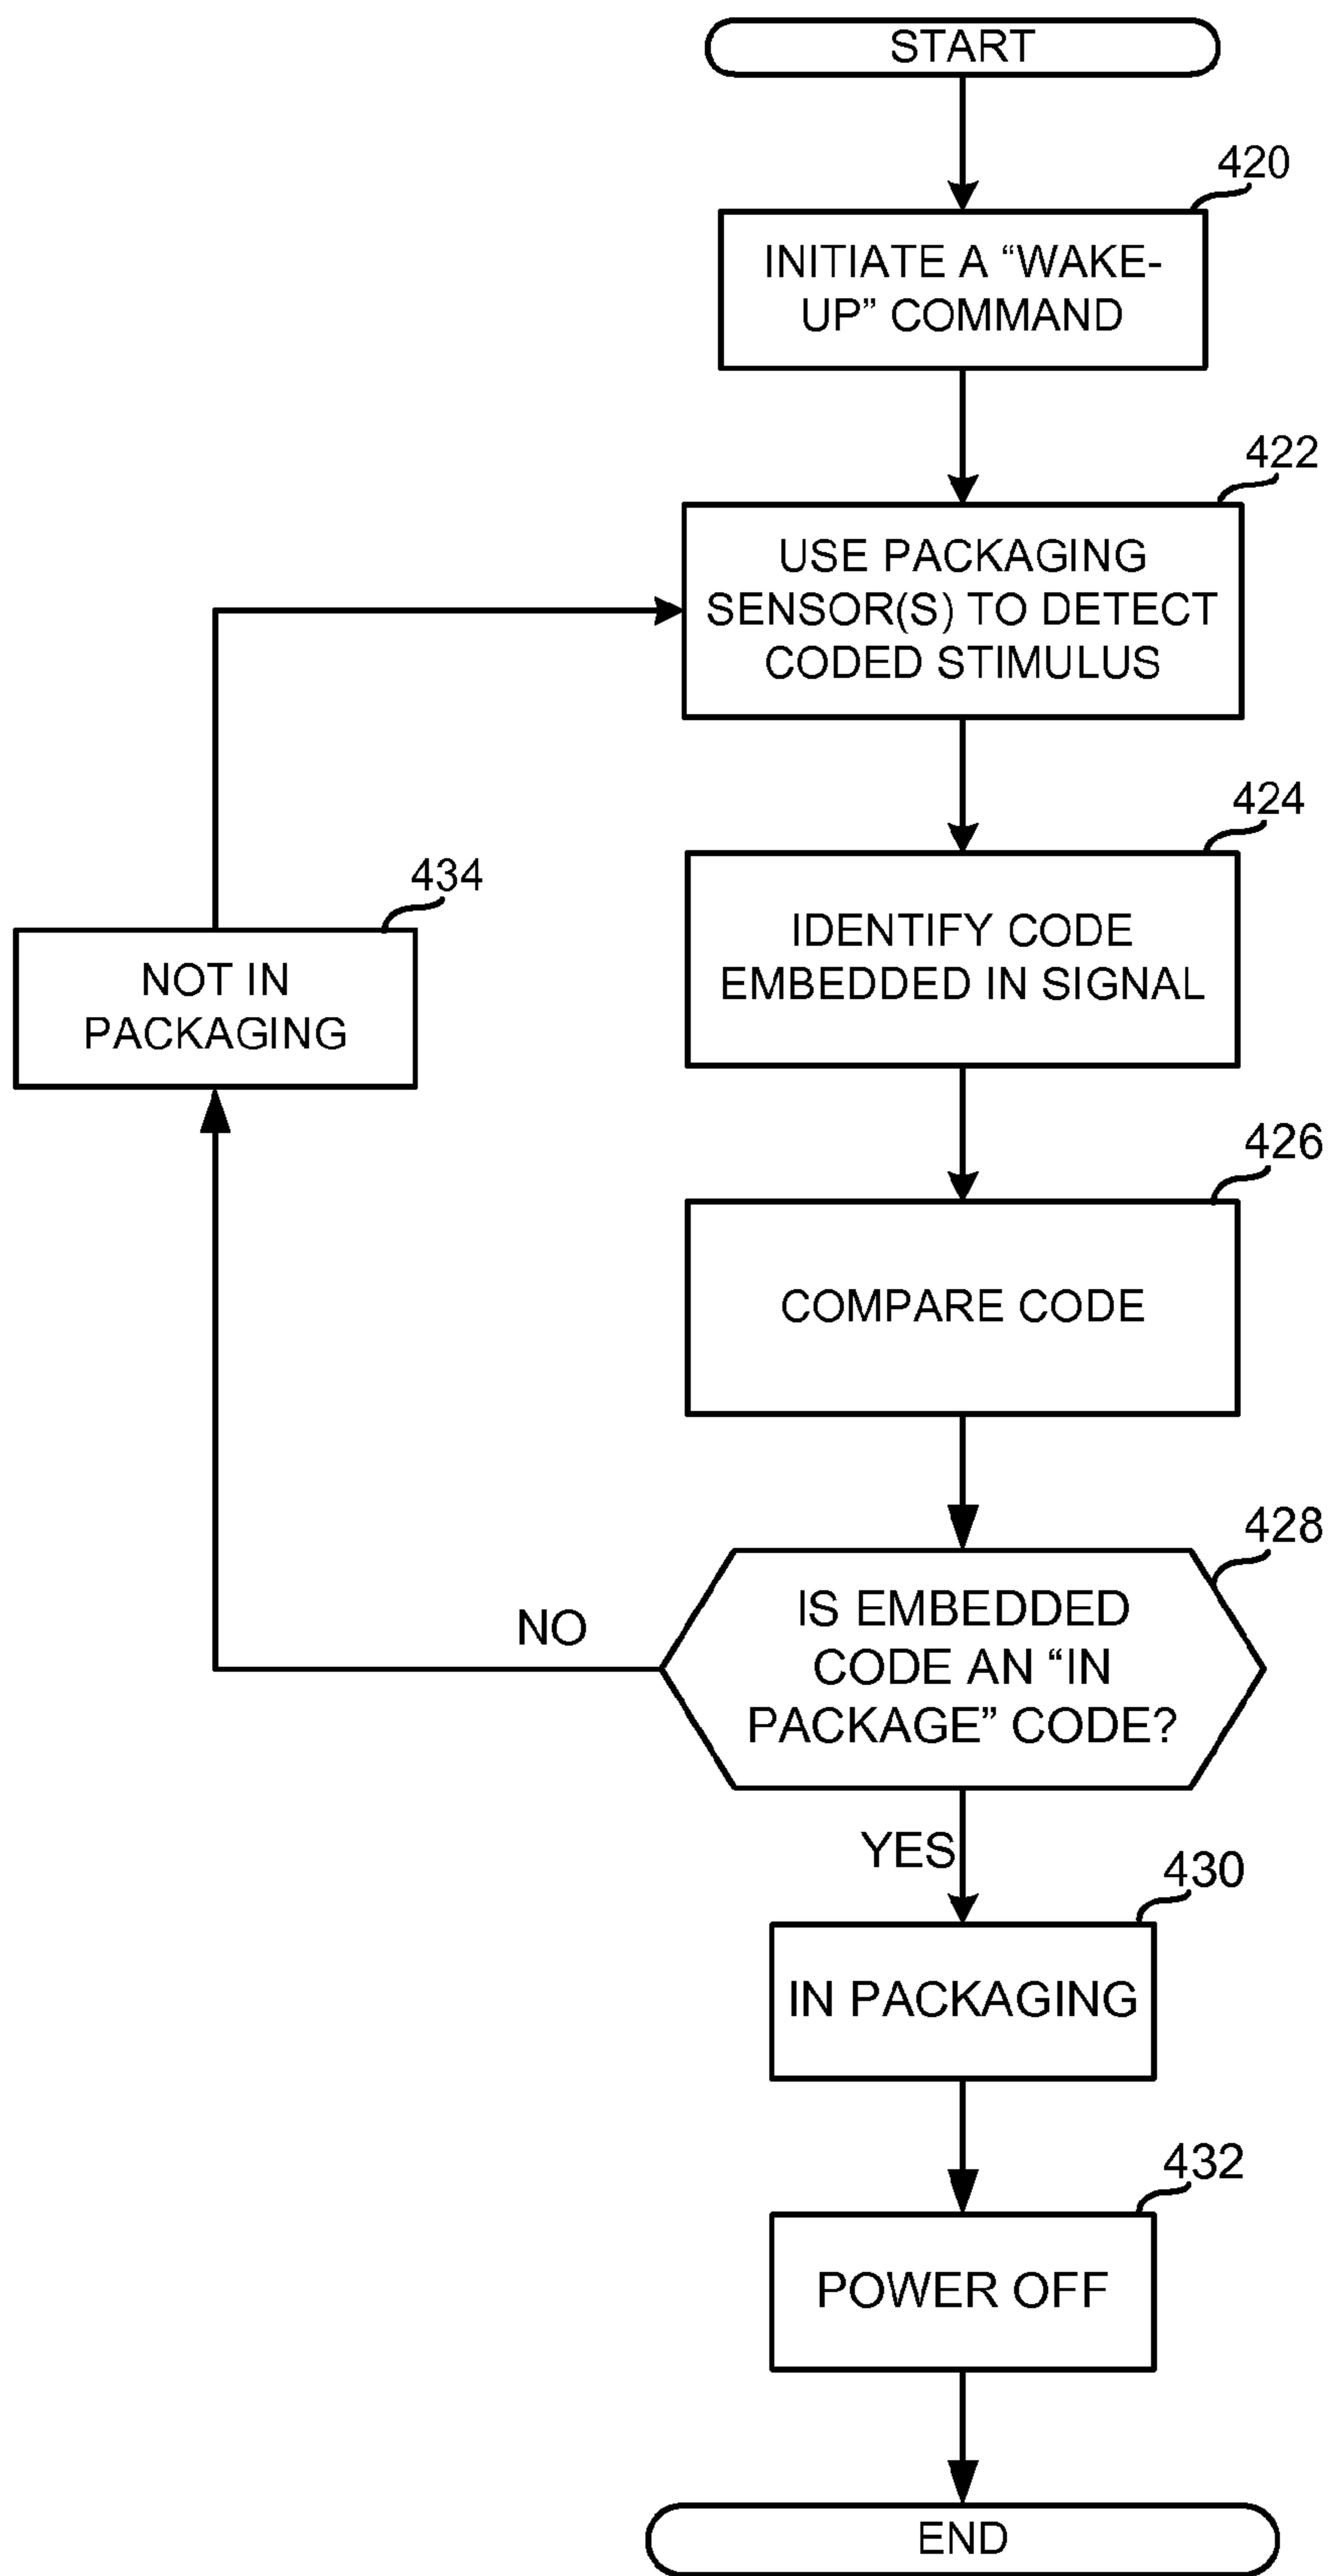 START
420
INITIATE A “WAKE-
UP” COMMAND
422
USE PACKAGING
SENSOR(S) TO DETECT
CODED STIMULUS
424
IDENTIFY CODE
EMBEDDED IN SIGNAL
434
NOT IN
PACKAGING
426
COMPARE CODE
428
IS EMBEDDED
CODE AN “IN
PACKAGE” CODE?
NO
YES
430
IN PACKAGING
432
POWER OFF
END